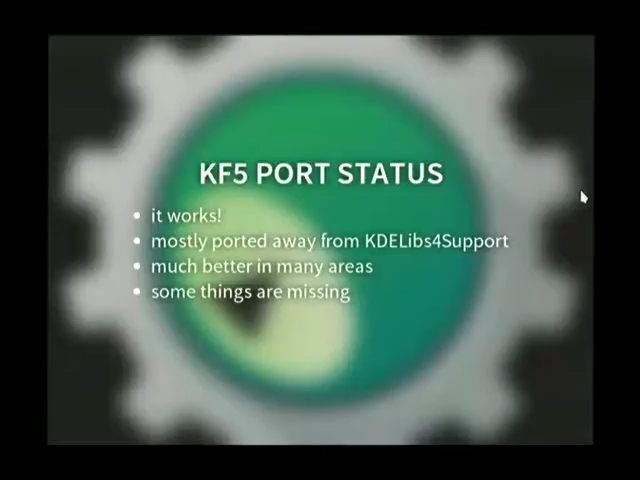 KF5 PORT STATUS
• it works!
• mostly ported away from KDELibs4Support
• much better in many areas
• some things are missing